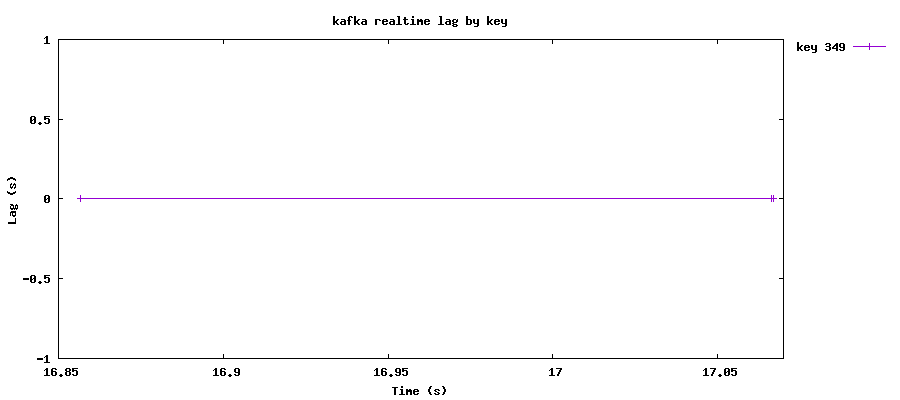 kafka realtime lag by key
key 349
1
0.5
0
-0.5
-1
Lag (s)
16.85 16.9 16.95 17 17.05
Time (s)